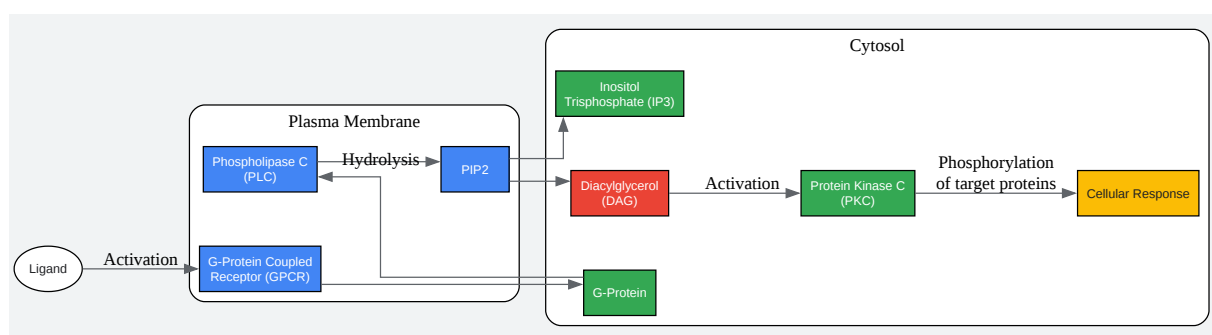 Cytosol
Inositol
Trisphosphate (IP3)
Plasma Membrane
Phospholipase C
(PLC)
Hydrolysis
PIP2
Diacylglycerol
(DAG)
Activation
Protein Kinase C
(PKC)
Phosphorylation
of target proteins
Cellular Response
Ligand
Activation
G-Protein Coupled
Receptor (GPCR)
G-Protein